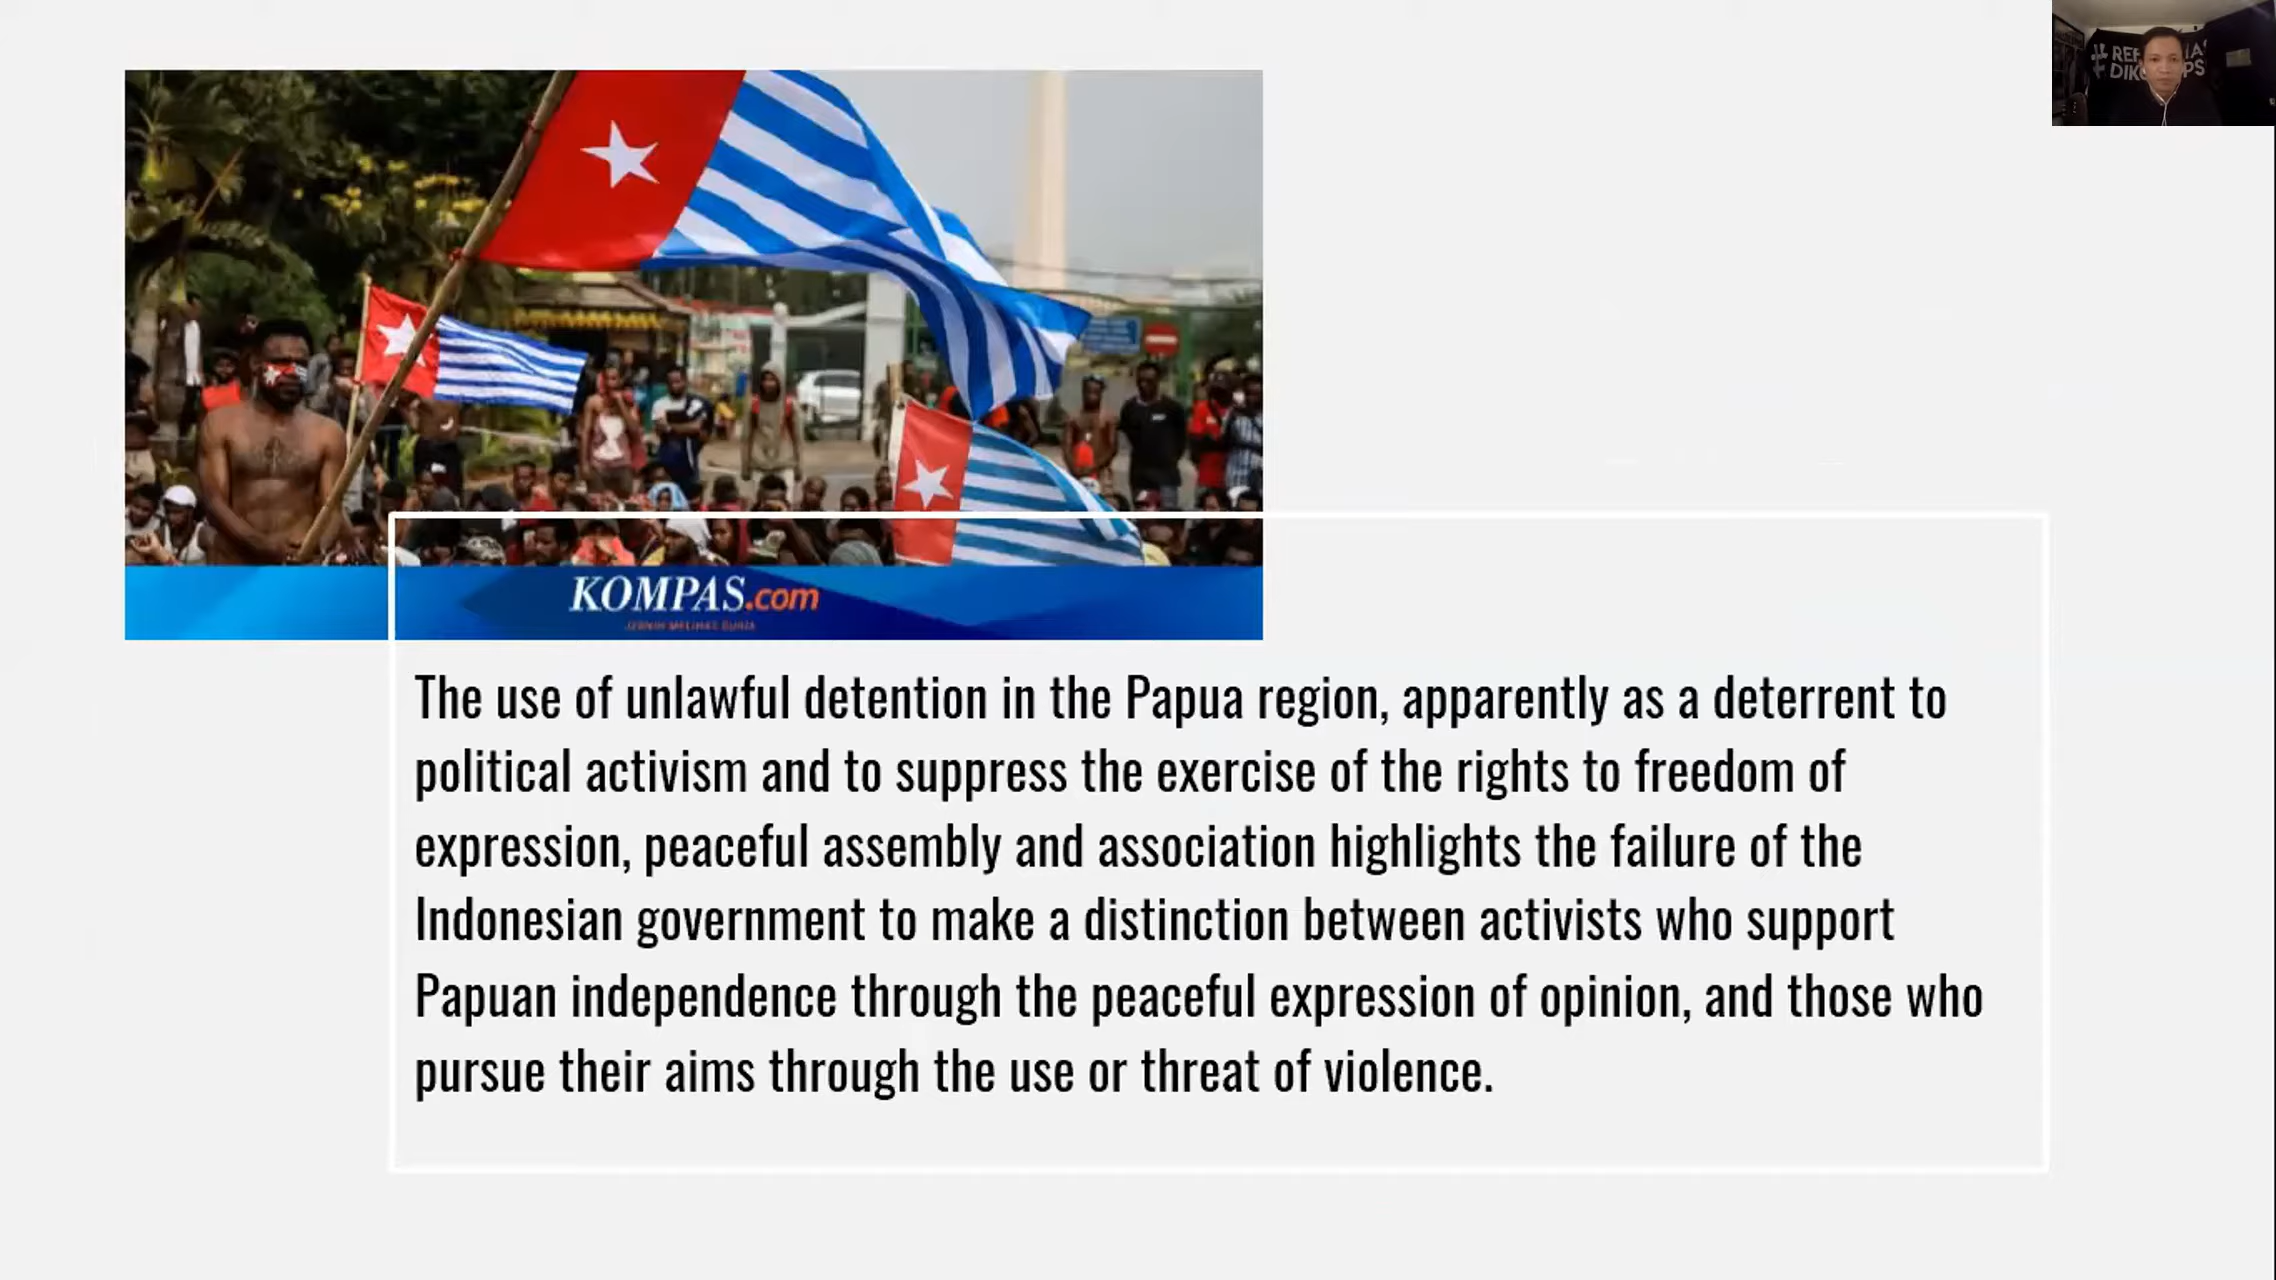 KOMPAS.com
JERNIH MELIHAT DUNIA
The use of unlawful detention in the Papua region, apparently as a deterrent to
political activism and to suppress the exercise of the rights to freedom of
expression, peaceful assembly and association highlights the failure of the
Indonesian government to make a distinction between activists who support
Papuan independence through the peaceful expression of opinion, and those who
pursue their aims through the use or threat of violence.